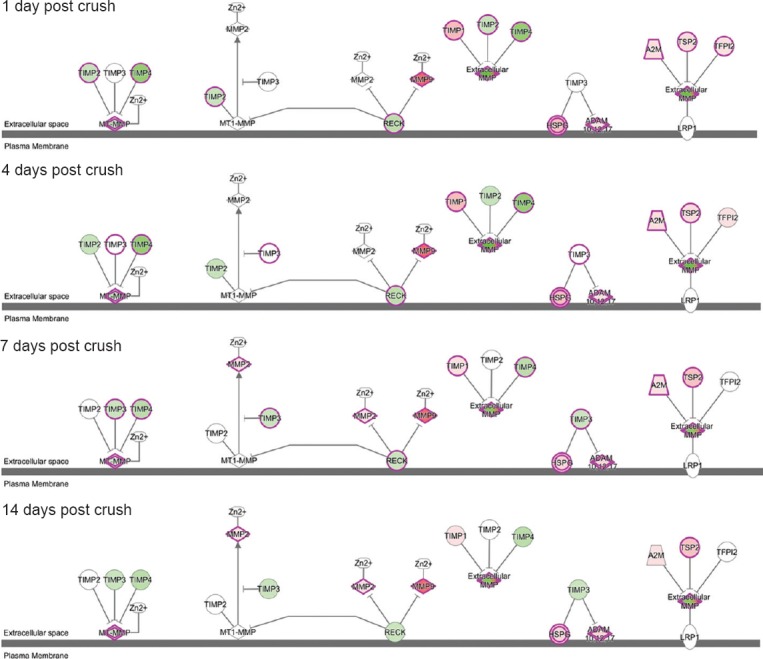 1 day post crush
Zn2+
MMP2
TIMP2
TIMP3
TIMP4
Zn2+
MT-MMP
TIMP3
TIMP2
MT1-MMP
Zn2+
MMP2
Zn2+
MMP9
RECK
TIMP1
TIMP2
TIMP4
Extracellular
MMP
TIMP3
HSPG
ADAM
10,12,17
A2M
TSP2
TFPI2
Extracellular
MMP
LRP1
Extracellular space
Plasma Membrane
4 days post crush
Zn2+
MMP2
TIMP2
TIMP3
TIMP4
Zn2+
MT-MMP
TIMP3
TIMP2
MT1-MMP
Zn2+
MMP2
Zn2+
MMP9
RECK
TIMP1
TIMP2
TIMP4
Extracellular
MMP
TIMP3
HSPG
ADAM
10,12,17
A2M
TSP2
TFPI2
Extracellular
MMP
LRP1
Extracellular space
Plasma Membrane
7 days post crush
Zn2+
MMP2
TIMP2
TIMP3
TIMP4
Zn2+
MT-MMP
TIMP3
TIMP2
MT1-MMP
Zn2+
MMP2
Zn2+
MMP9
RECK
TIMP1
TIMP2
TIMP4
Extracellular
MMP
TIMP3
HSPG
ADAM
10,12,17
A2M
TSP2
TFPI2
Extracellular
MMP
LRP1
Extracellular space
Plasma Membrane
14 days post crush
Zn2+
MMP2
TIMP2
TIMP3
TIMP4
Zn2+
MT-MMP
TIMP3
TIMP2
MT1-MMP
Zn2+
MMP2
Zn2+
MMP9
RECK
TIMP1
TIMP2
TIMP4
Extracellular
MMP
TIMP3
HSPG
ADAM
10,12,17
A2M
TSP2
TFPI2
Extracellular
MMP
LRP1
Extracellular space
Plasma Membrane